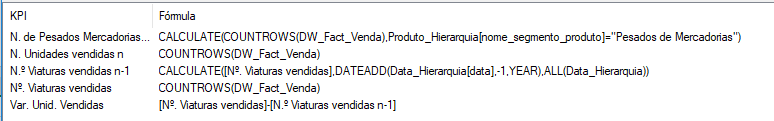 KPI Fórmula
N. de Pesados Mercadorias... CALCULATE(COUNTROWS(DW_Fact_Venda),Produto_Hierarquia[nome_segmento_produto]="Pesados de Mercadorias")
N. Unidades vendidas n COUNTROWS(DW_Fact_Venda)
N.º Viaturas vendidas n-1 CALCULATE([Nº. Viaturas vendidas],DATEADD(Data_Hierarquia[data],-1,YEAR),ALL(Data_Hierarquia))
Nº. Viaturas vendidas COUNTROWS(DW_Fact_Venda)
Var. Unid. Vendidas [Nº. Viaturas vendidas]-[N.º Viaturas vendidas n-1]